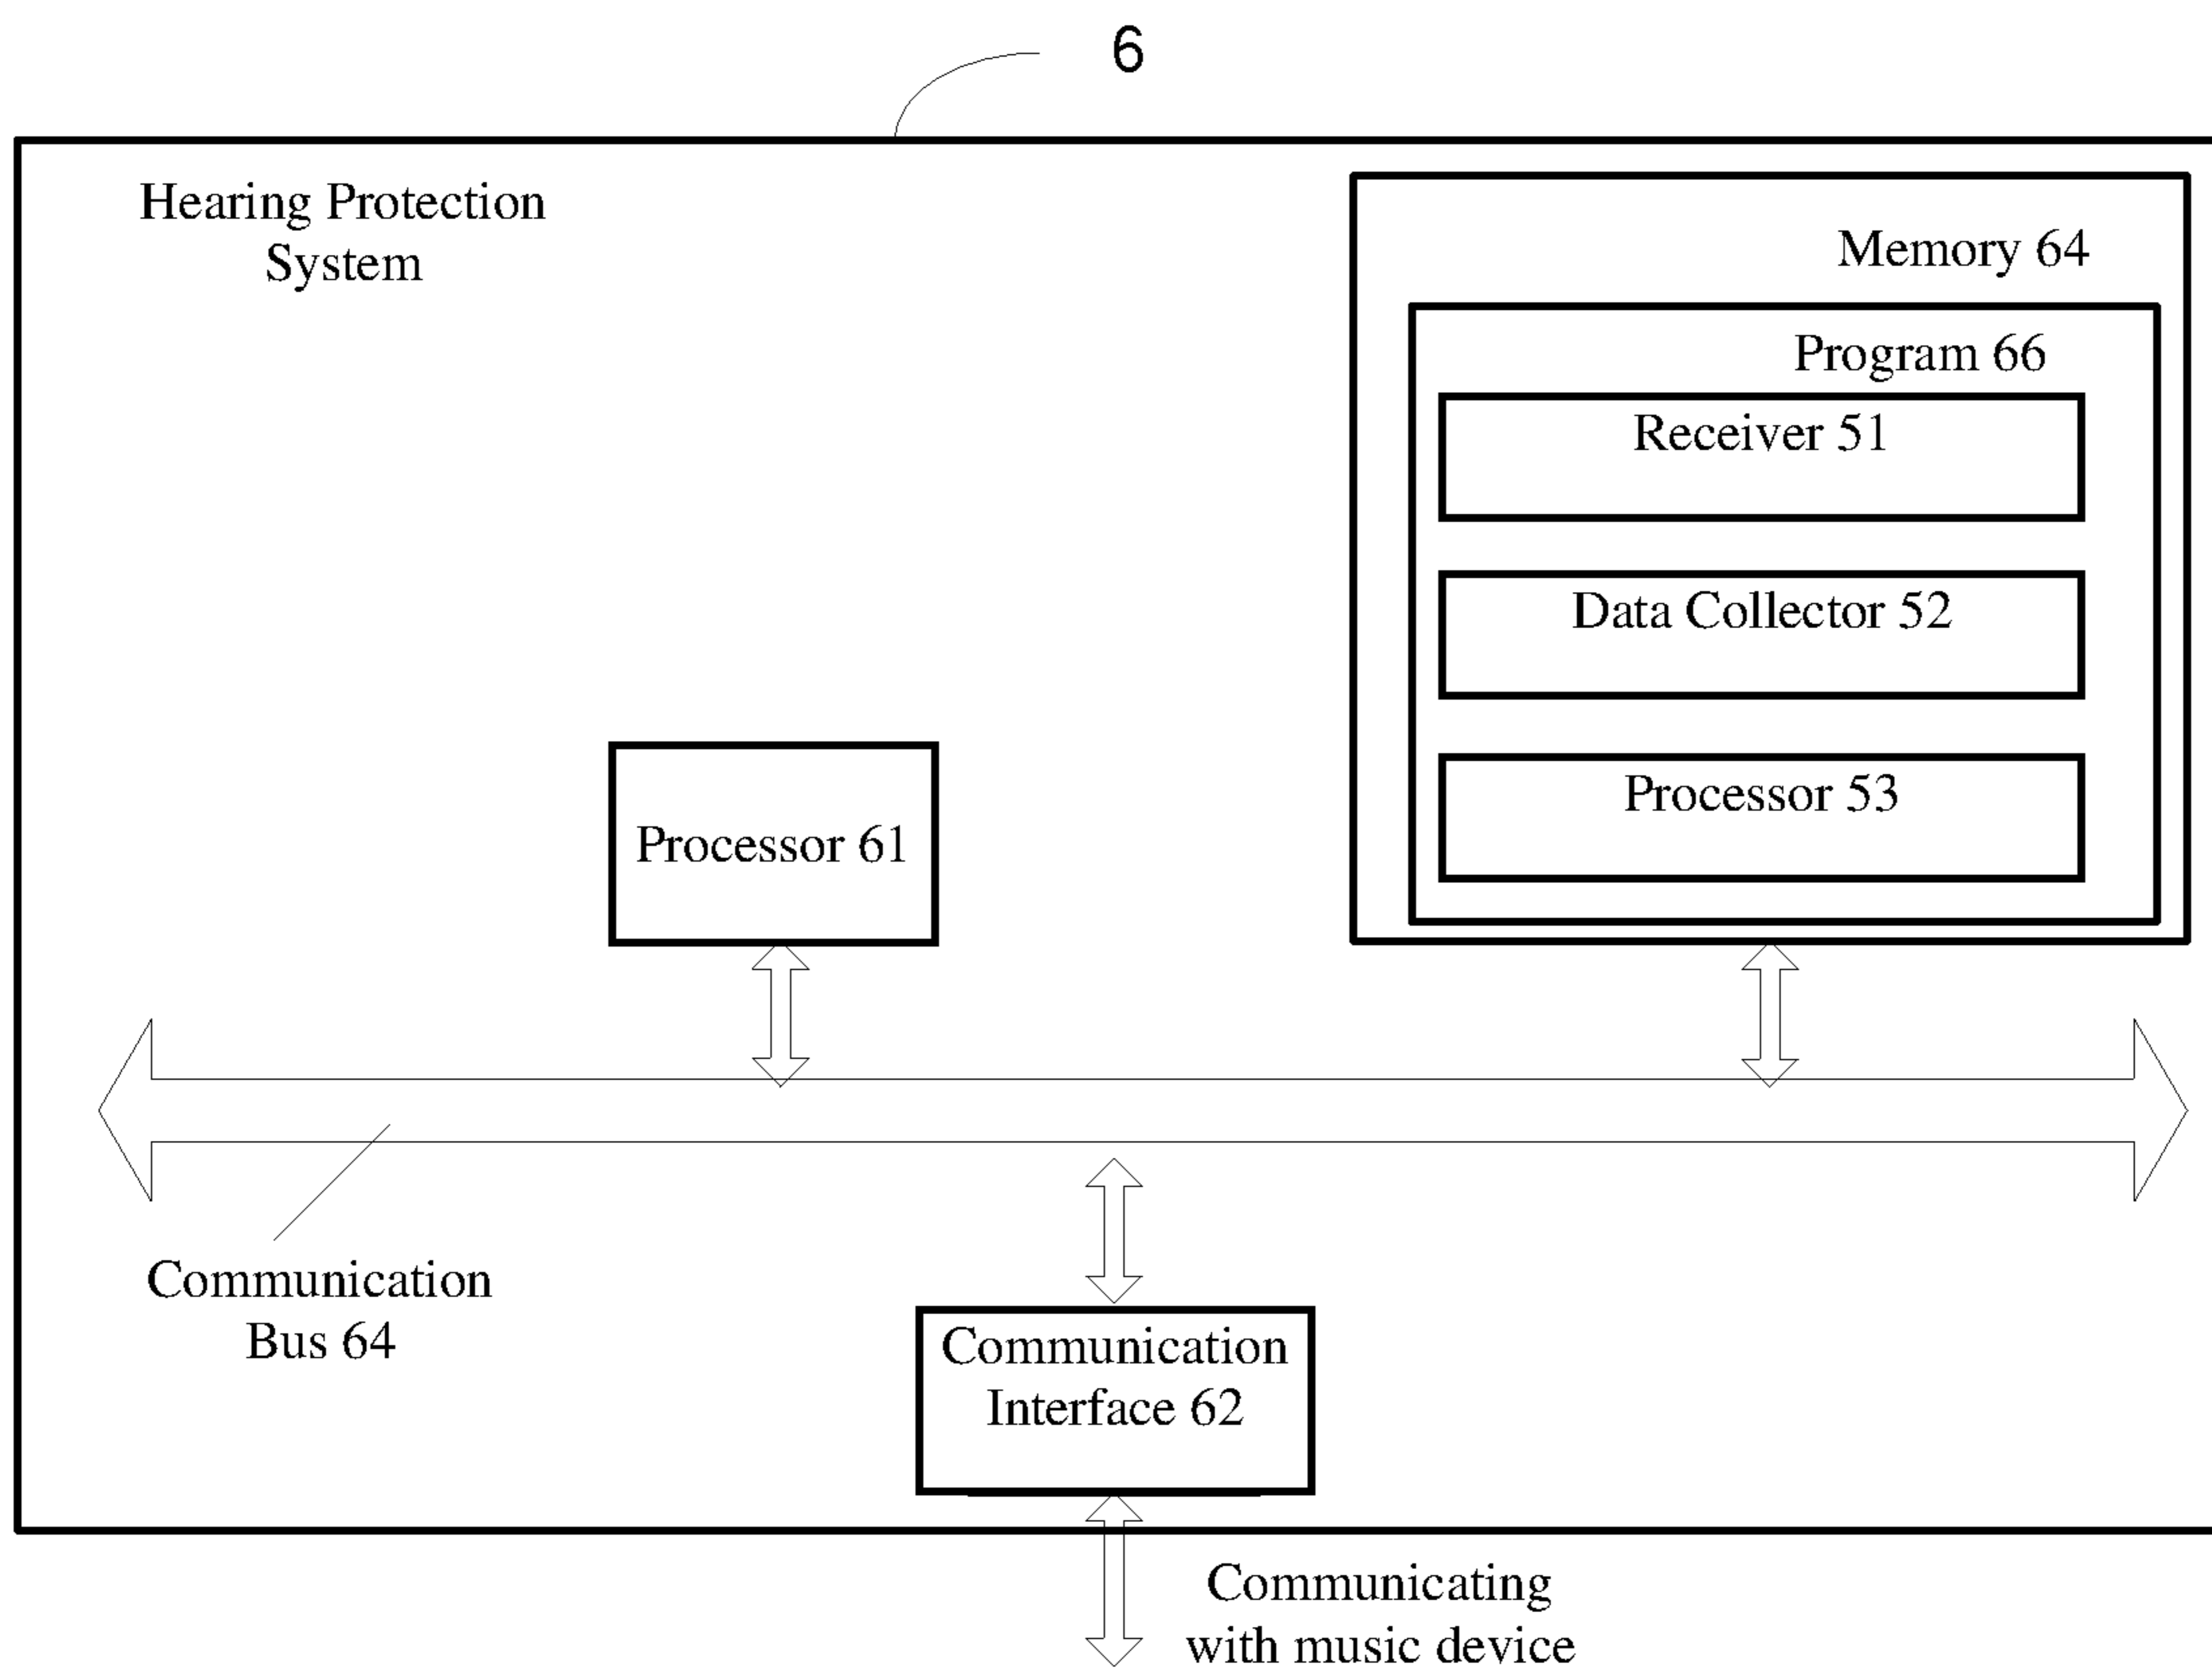 6
Hearing Protection
System
Memory 64
Program 66
Receiver 51
Data Collector 52
Processor 53
Processor 61
Communication
Bus 64
Communication
Interface 62
Communicating
with music device